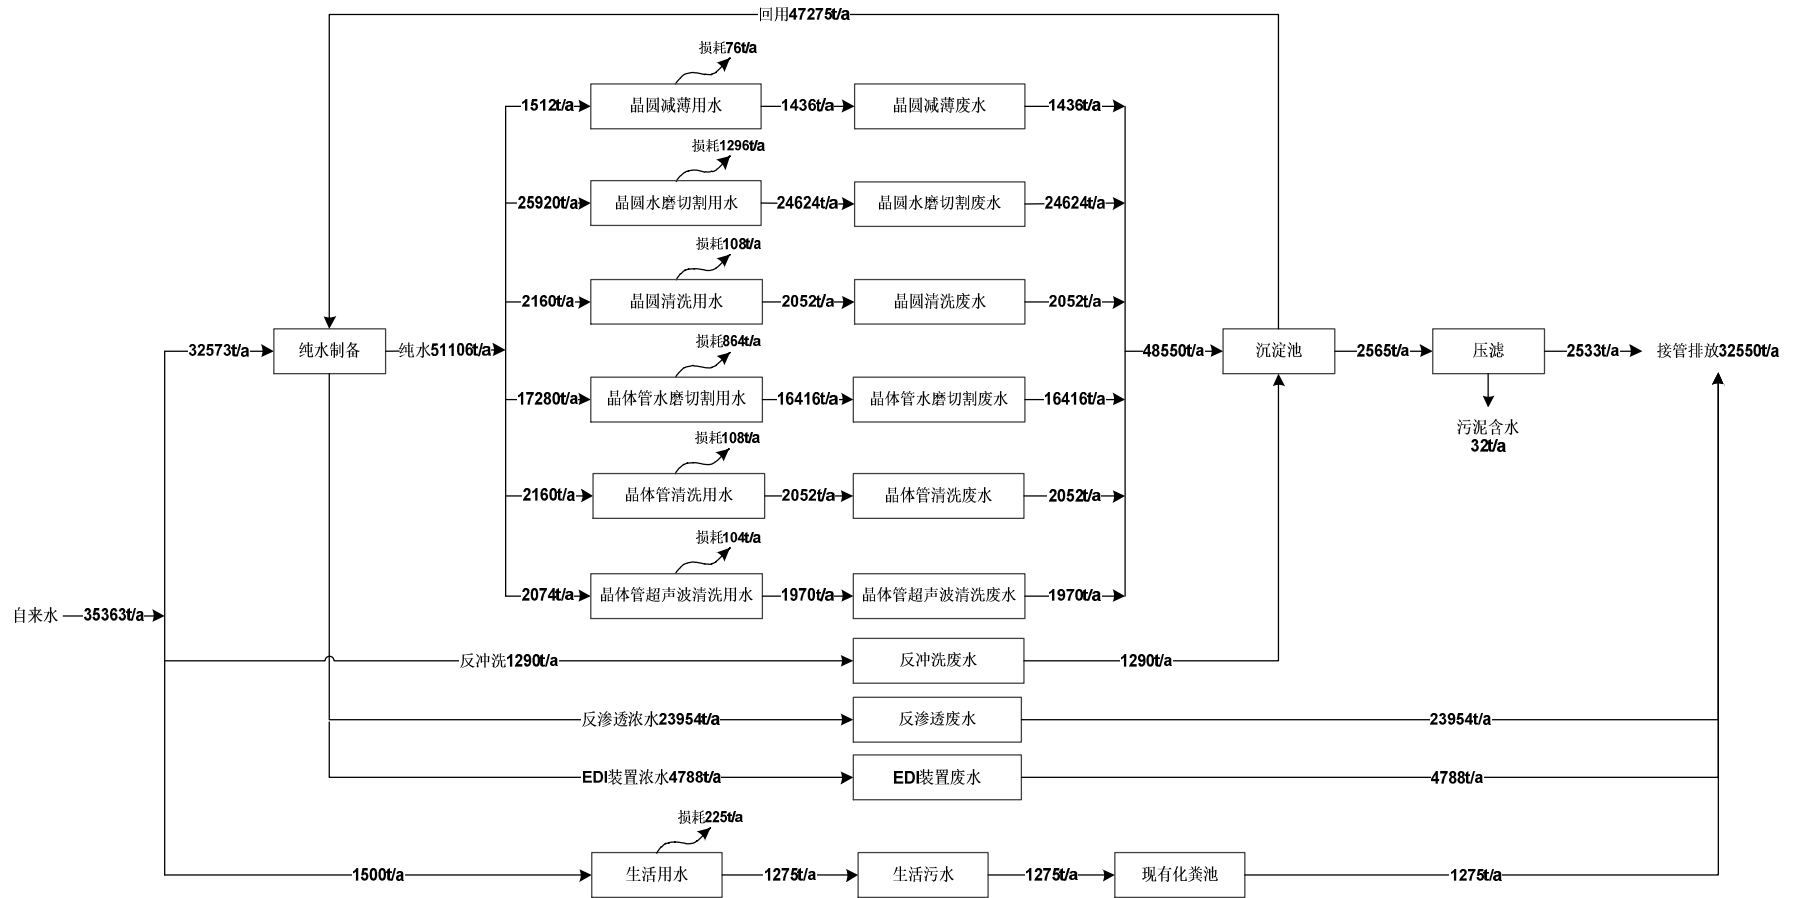 回用47275t/a
损耗76t/a
1512t/a
晶圆减薄用水
1436t/a
晶圆减薄废水
1436t/a
损耗1296t/a
25920t/a
晶圆水磨切割用水
24624t/a
晶圆水磨切割废水
24624t/a
损耗108t/a
2160t/a
晶圆清洗用水
2052t/a
晶圆清洗废水
2052t/a
32573t/a
纯水制备
纯水51106t/a
损耗864t/a
48550t/a
沉淀池
2565t/a
压滤
2533t/a
接管排放32550t/a
17280t/a
晶体管水磨切割用水
16416t/a
晶体管水磨切割废水
16416t/a
污泥含水
32t/a
损耗108t/a
2160t/a
晶体管清洗用水
2052t/a
晶体管清洗废水
2052t/a
损耗104t/a
2074t/a
晶体管超声波清洗用水
1970t/a
晶体管超声波清洗废水
1970t/a
自来水
35363t/a
反冲洗1290t/a
反冲洗废水
1290t/a
反渗透浓水23954t/a
反渗透废水
23954t/a
EDI装置浓水4788t/a
EDI装置废水
4788t/a
损耗225t/a
1500t/a
生活用水
1275t/a
生活污水
1275t/a
现有化粪池
1275t/a